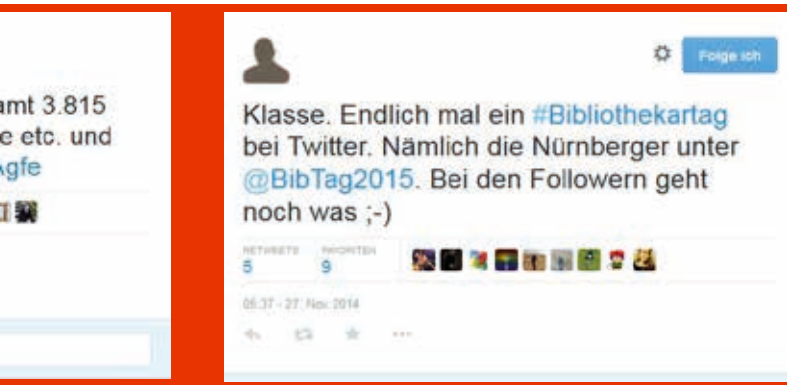 amt 3.815
e etc. und
Agfe
Folge ich
Klasse. Endlich mal ein #Bibliothekartag
bei Twitter. Nämlich die Nürnberger unter
@BibTag2015. Bei den Followern geht
noch was ;-)
RETWEETS FAVORITEN
5 9
05:37 - 27. Nov. 2014